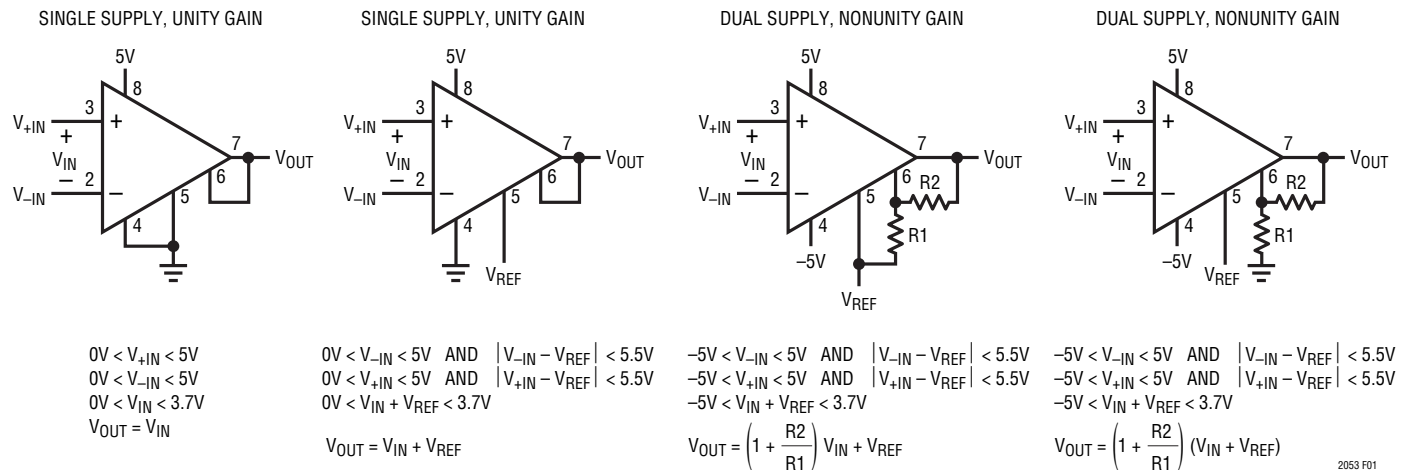 SINGLE SUPPLY, UNITY GAIN
5V
8
3
V+IN
+
+
7
VIN
VOUT
–
2
–
6
V–IN
5
4
0V < V+IN < 5V
0V < V–IN < 5V
0V < VIN < 3.7V
VOUT = VIN
SINGLE SUPPLY, UNITY GAIN
5V
8
3
V+IN
+
+
7
VIN
VOUT
–
2
–
6
V–IN
5
4
VREF
0V < V–IN < 5V AND |V–IN – VREF| < 5.5V
0V < V+IN < 5V AND |V+IN – VREF| < 5.5V
0V < VIN + VREF < 3.7V
VOUT = VIN + VREF
DUAL SUPPLY, NONUNITY GAIN
5V
8
3
V+IN
+
+
7
VIN
VOUT
–
2
–
6
R2
V–IN
5
4
R1
–5V
VREF
–5V < V–IN < 5V AND |V–IN – VREF| < 5.5V
–5V < V+IN < 5V AND |V+IN – VREF| < 5.5V
–5V < VIN + VREF < 3.7V
VOUT = (1 + R2/R1) VIN + VREF
DUAL SUPPLY, NONUNITY GAIN
5V
8
3
V+IN
+
+
7
VIN
VOUT
–
2
–
6
R2
V–IN
5
4
R1
–5V
VREF
–5V < V–IN < 5V AND |V–IN – VREF| < 5.5V
–5V < V+IN < 5V AND |V+IN – VREF| < 5.5V
–5V < VIN + VREF < 3.7V
VOUT = (1 + R2/R1) (VIN + VREF)
2053 F01